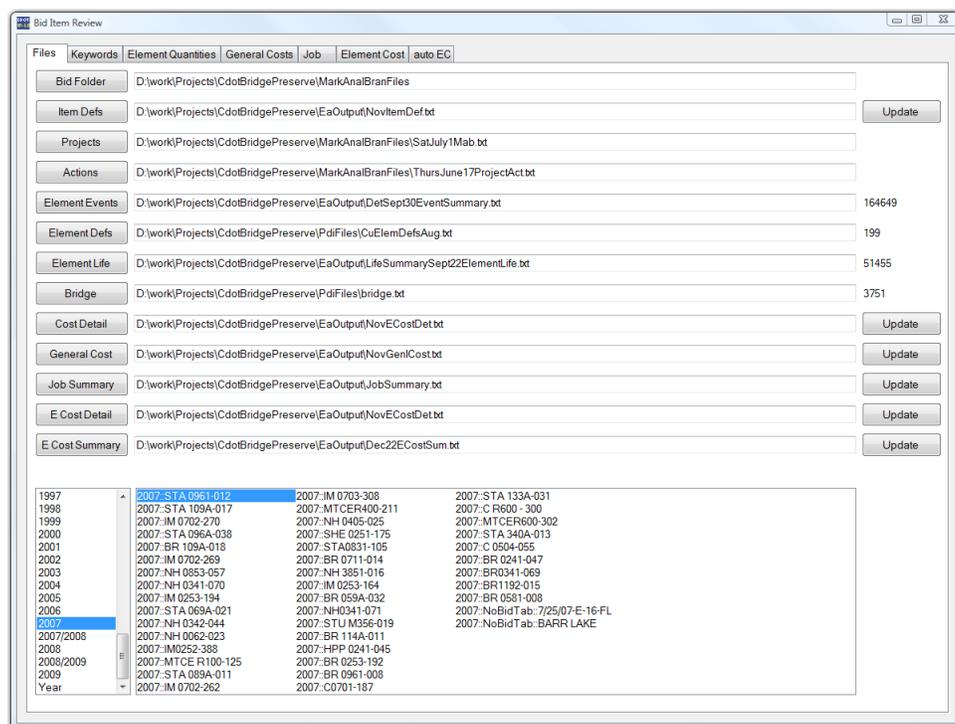 Bid Item Review
Files Keywords Element Quantities General Costs Job Element Cost auto EC
Bid Folder D:\work\Projects\CdotBridgePreserve\MarkAnalBranFiles
Item Defs D:\work\Projects\CdotBridgePreserve\EaOutput\NovItemDef.txt Update
Projects D:\work\Projects\CdotBridgePreserve\MarkAnalBranFiles\SatJuly1Mab.txt
Actions D:\work\Projects\CdotBridgePreserve\MarkAnalBranFiles\ThursJune17ProjectAct.txt
Element Events D:\work\Projects\CdotBridgePreserve\EaOutput\DetSept30EventSummary.txt 164649
Element Defs D:\work\Projects\CdotBridgePreserve\PdiFiles\CuElemDefsAug.txt 199
Element Life D:\work\Projects\CdotBridgePreserve\EaOutput\LifeSummarySept22ElementLife.txt 51455
Bridge D:\work\Projects\CdotBridgePreserve\PdiFiles\bridge.txt 3751
Cost Detail D:\work\Projects\CdotBridgePreserve\EaOutput\NovECostDet.txt Update
General Cost D:\work\Projects\CdotBridgePreserve\EaOutput\NovGenlCost.txt Update
Job Summary D:\work\Projects\CdotBridgePreserve\EaOutput\JobSummary.txt Update
E Cost Detail D:\work\Projects\CdotBridgePreserve\EaOutput\NovECostDet.txt Update
E Cost Summary D:\work\Projects\CdotBridgePreserve\EaOutput\Dec22ECostSum.txt Update
1997 2007::STA 0961-012 2007::IM 0703-308 2007::STA 133A-031
1998 2007::STA 109A-017 2007::MTCER400-211 2007::C R600 - 300
1999 2007::IM 0702-270 2007::NH 0405-025 2007::MTCER600-302
2000 2007::STA 096A-038 2007::SHE 0251-175 2007::STA 340A-013
2001 2007::BR 109A-018 2007::STA0831-105 2007::C 0504-055
2002 2007::IM 0702-269 2007::BR 0711-014 2007::BR 0241-047
2003 2007::NH 0853-057 2007::NH 3851-016 2007::BR0341-069
2004 2007::NH 0341-070 2007::IM 0253-164 2007::BR1192-015
2005 2007::IM 0253-194 2007::BR 059A-032 2007::BR 0581-008
2006 2007::STA 069A-021 2007::NH0341-071 2007::NoBidTab::7/25/07-E-16-FL
2007 2007::NH 0342-044 2007::STU M356-019 2007::NoBidTab::BARR LAKE
2007/2008 2007::NH 0062-023 2007::BR 114A-011
2008 2007::IM0252-388 2007::HPP 0241-045
2008/2009 2007::MTCE R100-125 2007::BR 0253-192
2009 2007::STA 089A-011 2007::BR 0961-008
Year 2007::IM 0702-262 2007::C0701-187